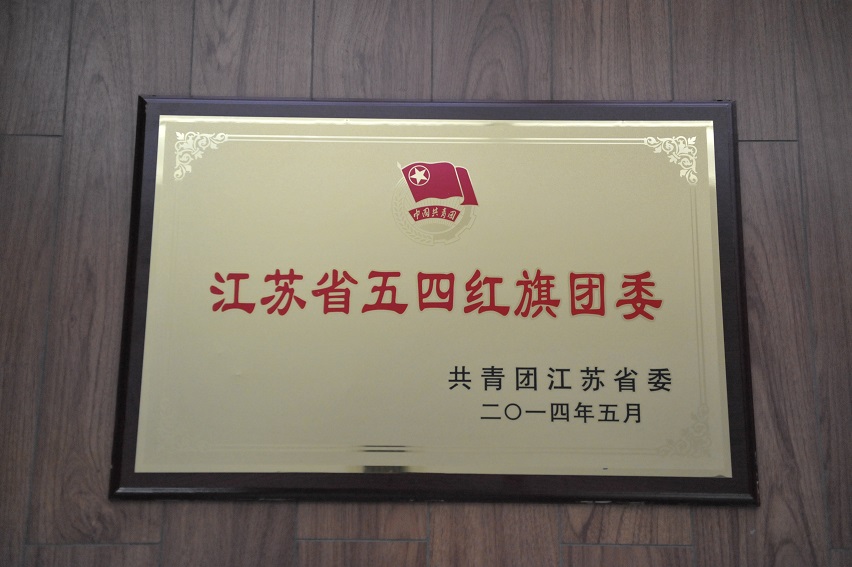 中国共青团
江苏省五四红旗团委
共青团江苏省委
二〇一四年五月